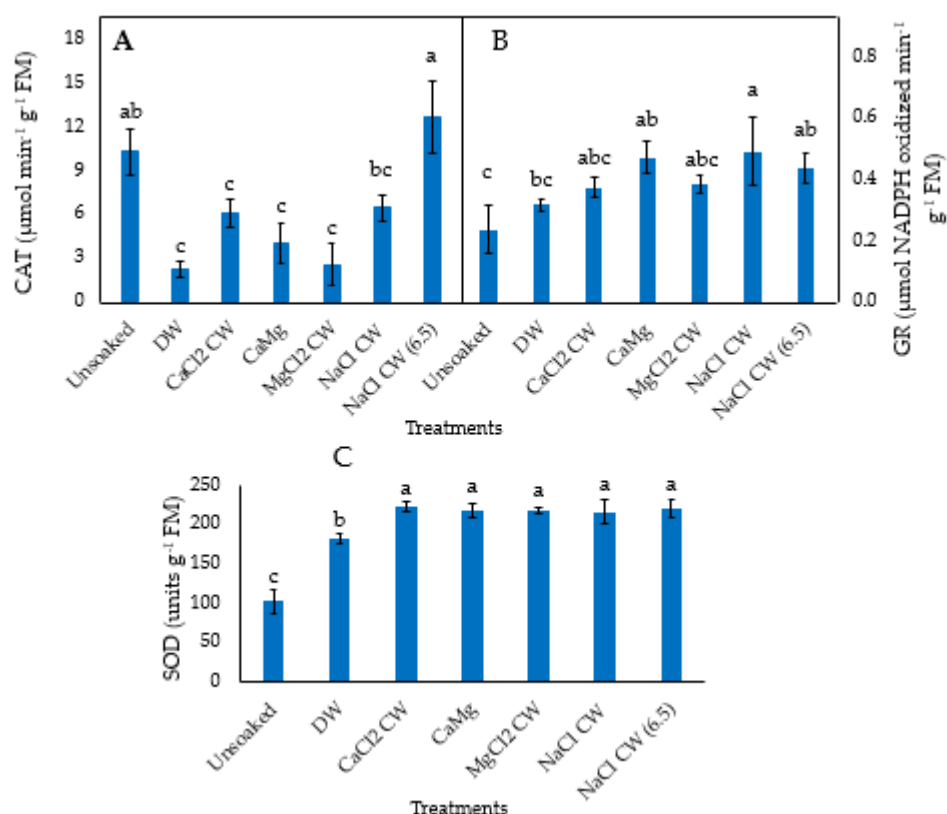 A
B
CAT (µmol min⁻¹ g⁻¹ FM)
18
15
12
9
6
3
0
ab
c
c
c
c
bc
a
c
bc
abc
ab
abc
a
ab
0.8
0.6
0.4
0.2
0.0
GR (µmol NADPH oxidized min⁻¹
g⁻¹ FM)
Unsoaked
DW
CaCl2 CW
CaMg
MgCl2 CW
NaCl CW
NaCl CW (6.5)
Unsoaked
DW
CaCl2 CW
CaMg
MgCl2 CW
NaCl CW
NaCl CW (6.5)
Treatments
C
SOD (units g⁻¹ FM)
250
200
150
100
50
0
c
b
a
a
a
a
a
Unsoaked
DW
CaCl2 CW
CaMg
MgCl2 CW
NaCl CW
NaCl CW (6.5)
Treatments